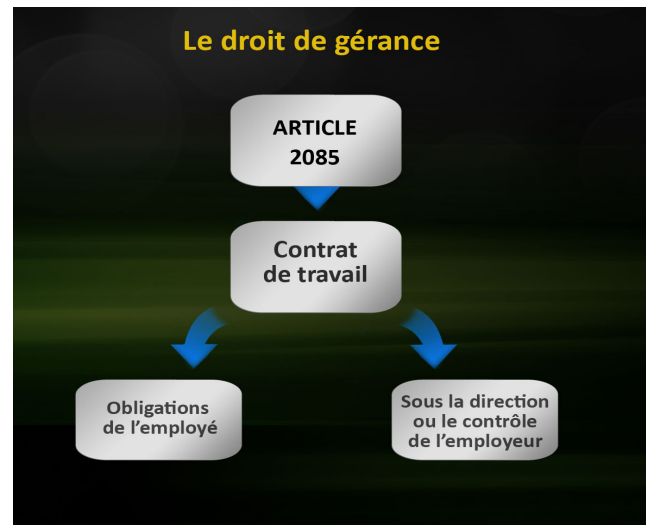 Le droit de gérance
ARTICLE
2085
Contrat
de travail
Obligations
de l'employé
Sous la direction
ou le contrôle
de l'employeur